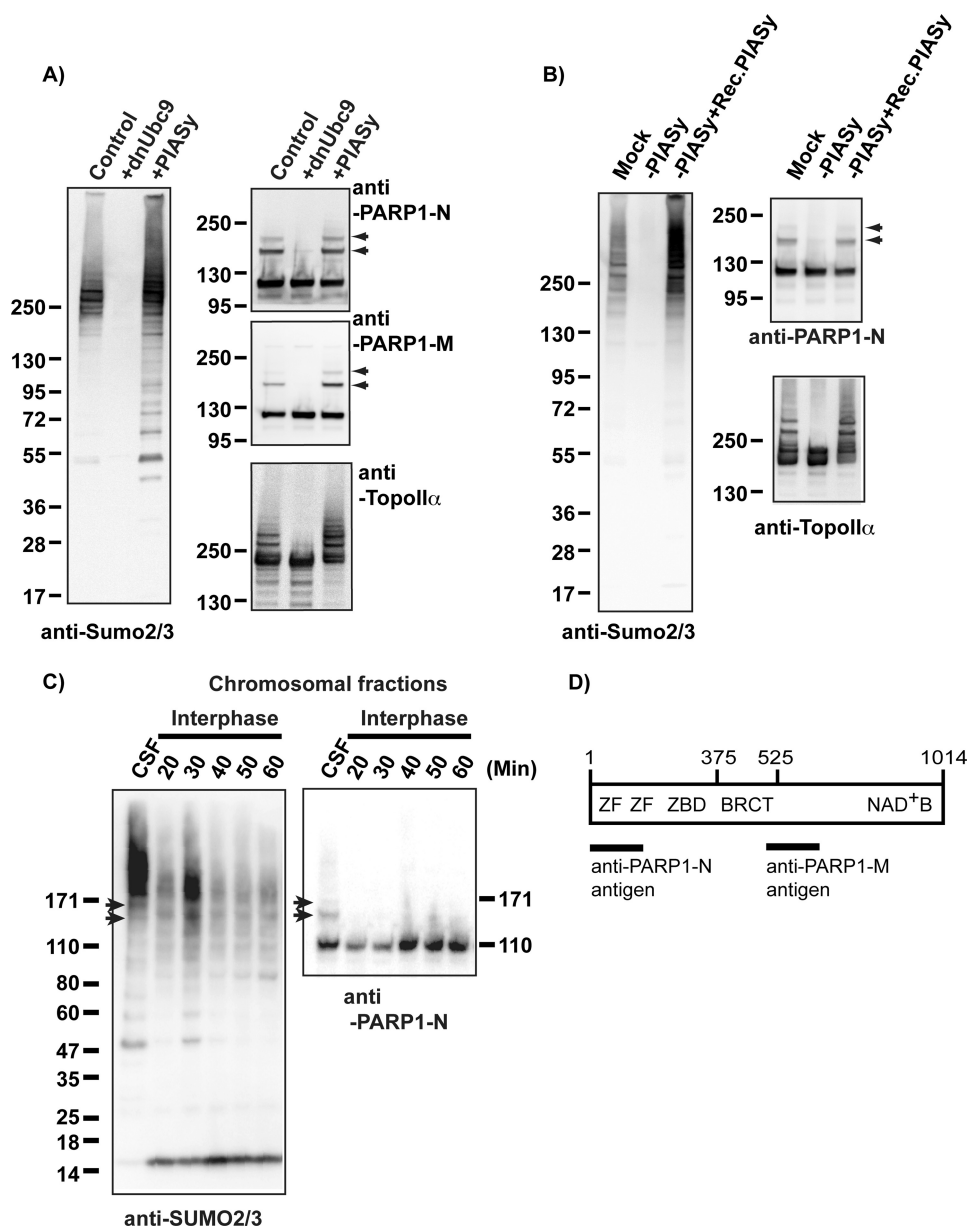 A)
Control
+dnUbc9
+PIASy
250
130
95
72
55
36
28
17
anti-Sumo2/3
Control
+dnUbc9
+PIASy
anti
-PARP1-N
250
130
95
anti
-PARP1-M
250
130
95
anti
-TopoIIα
250
130
B)
Mock
-PIASy
-PIASy+Rec.PIASy
250
130
95
72
55
36
28
17
anti-Sumo2/3
Mock
-PIASy
-PIASy+Rec.PIASy
250
130
95
anti-PARP1-N
250
130
anti-TopoIIα
C)
Chromosomal fractions
Interphase
CSF
20
30
40
50
60
171
110
80
60
47
35
25
18
14
anti-SUMO2/3
Interphase
CSF
20
30
40
50
60
(Min)
171
110
anti
-PARP1-N
D)
1 375 525 1014
ZF ZF ZBD BRCT NAD⁺B
anti-PARP1-N
antigen
anti-PARP1-M
antigen